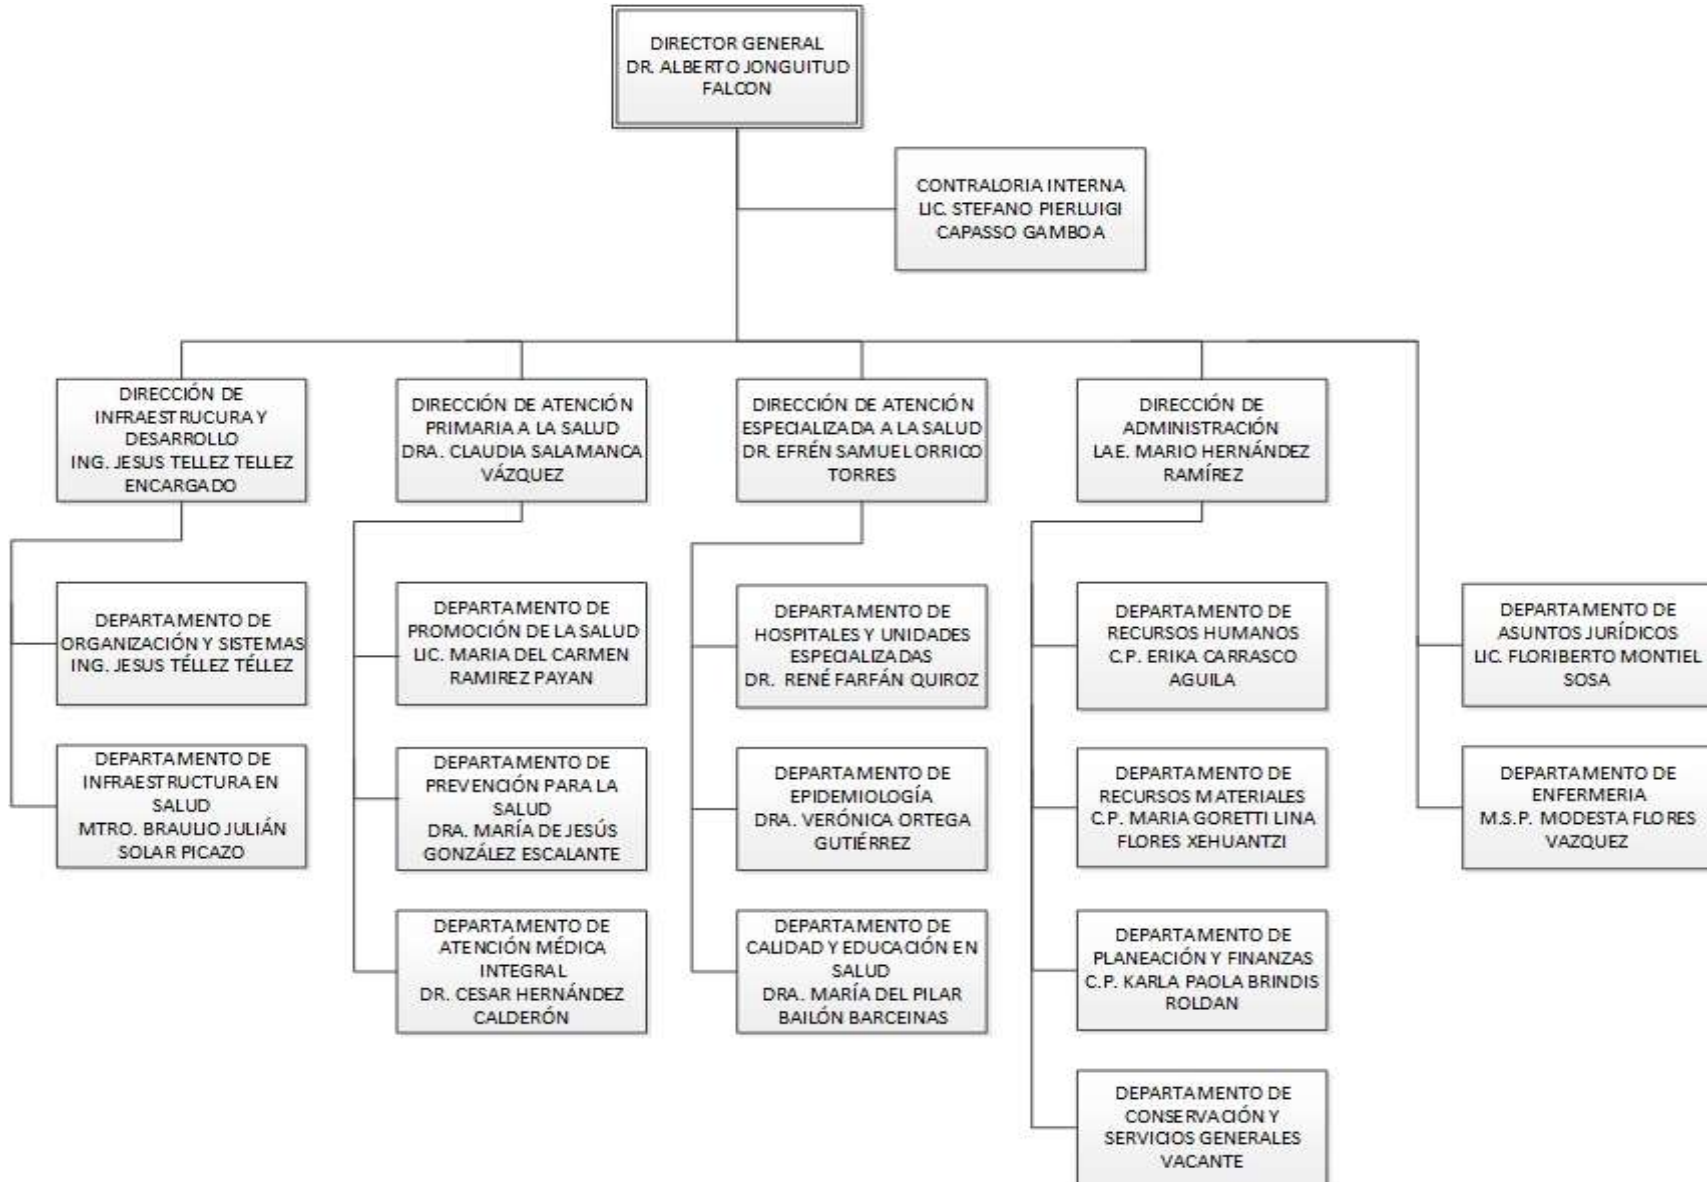 DIRECTOR GENERAL
DR. ALBERTO JONGUITUD
FALCON
CONTRALORIA INTERNA
LIC. STEFANO PIERLUIGI
CAPASSO GAMBOA
DIRECCIÓN DE
INFRAESTRUCURA Y
DESARROLLO
ING. JESUS TELLEZ TELLEZ
ENCARGADO
DIRECCIÓN DE ATENCIÓN
PRIMARIA A LA SALUD
DRA. CLAUDIA SALAMANCA
VÁZQUEZ
DIRECCIÓN DE ATENCIÓN
ESPECIALIZADA A LA SALUD
DR. EFRÉN SAMUEL ORRICO
TORRES
DIRECCIÓN DE
ADMINISTRACIÓN
LAE. MARIO HERNÁNDEZ
RAMÍREZ
DEPARTAMENTO DE
ORGANIZACIÓN Y SISTEMAS
ING. JESUS TÉLLEZ TÉLLEZ
DEPARTAMENTO DE
PROMOCIÓN DE LA SALUD
LIC. MARIA DEL CARMEN
RAMIREZ PAYAN
DEPARTAMENTO DE
HOSPITALES Y UNIDADES
ESPECIALIZADAS
DR. RENÉ FARFÁN QUIROZ
DEPARTAMENTO DE
RECURSOS HUMANOS
C.P. ERIKA CARRASCO
AGUILA
DEPARTAMENTO DE
ASUNTOS JURÍDICOS
LIC. FLORIBERTO MONTIEL
SOSA
DEPARTAMENTO DE
INFRAESTRUCTURA EN
SALUD
MTRO. BRAULIO JULIÁN
SOLAR PICAZO
DEPARTAMENTO DE
PREVENCIÓN PARA LA
SALUD
DRA. MARÍA DE JESÚS
GONZÁLEZ ESCALANTE
DEPARTAMENTO DE
EPIDEMIOLOGÍA
DRA. VERÓNICA ORTEGA
GUTIÉRREZ
DEPARTAMENTO DE
RECURSOS MATERIALES
C.P. MARIA GORETTI LINA
FLORES XEHUANTZI
DEPARTAMENTO DE
ENFERMERIA
M.S.P. MODESTA FLORES
VAZQUEZ
DEPARTAMENTO DE
ATENCIÓN MÉDICA
INTEGRAL
DR. CESAR HERNÁNDEZ
CALDERÓN
DEPARTAMENTO DE
CALIDAD Y EDUCACIÓN EN
SALUD
DRA. MARÍA DEL PILAR
BAILÓN BARCEINAS
DEPARTAMENTO DE
PLANEACIÓN Y FINANZAS
C.P. KARLA PAOLA BRINDIS
ROLDAN
DEPARTAMENTO DE
CONSERVACIÓN Y
SERVICIOS GENERALES
VACANTE